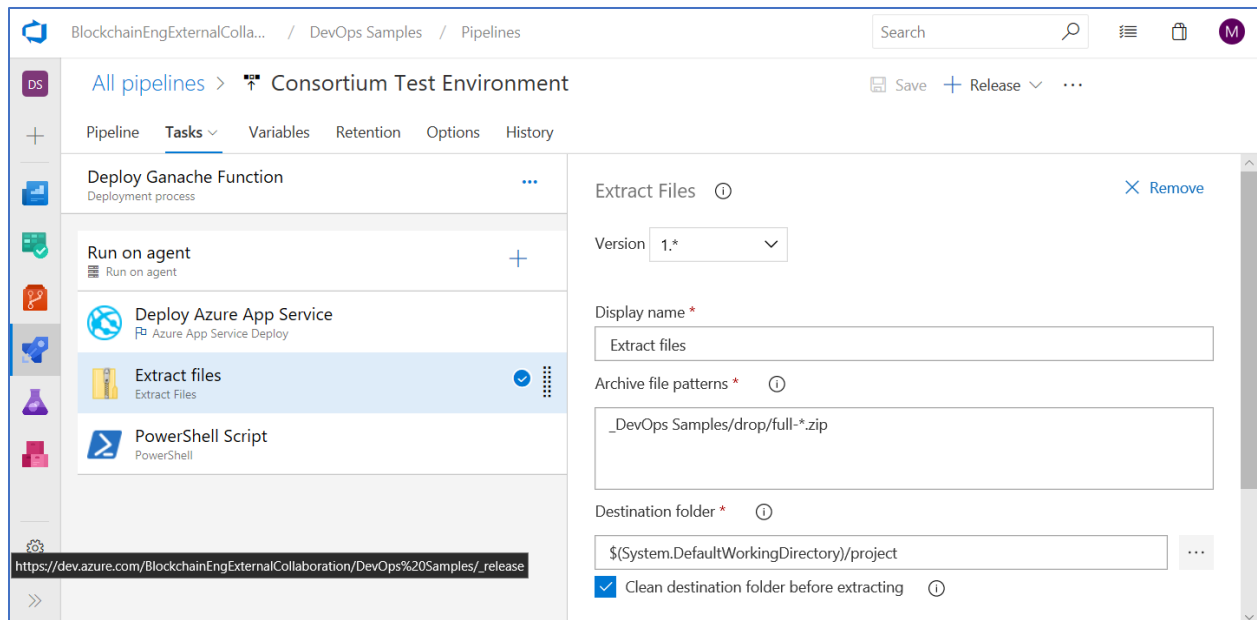 BlockchainEngExternalColla... / DevOps Samples / Pipelines
Search
M
DS
All pipelines > Consortium Test Environment
Save + Release ...
Pipeline Tasks Variables Retention Options History
Deploy Ganache Function
Deployment process
...
Run on agent
Run on agent
Deploy Azure App Service
Azure App Service Deploy
Extract files
Extract Files
PowerShell Script
PowerShell
https://dev.azure.com/BlockchainEngExternalCollaboration/DevOps%20Samples/_release
Extract Files
Remove
Version 1.*
Display name *
Extract files
Archive file patterns *
_DevOps Samples/drop/full-*.zip
Destination folder *
$(System.DefaultWorkingDirectory)/project
...
Clean destination folder before extracting